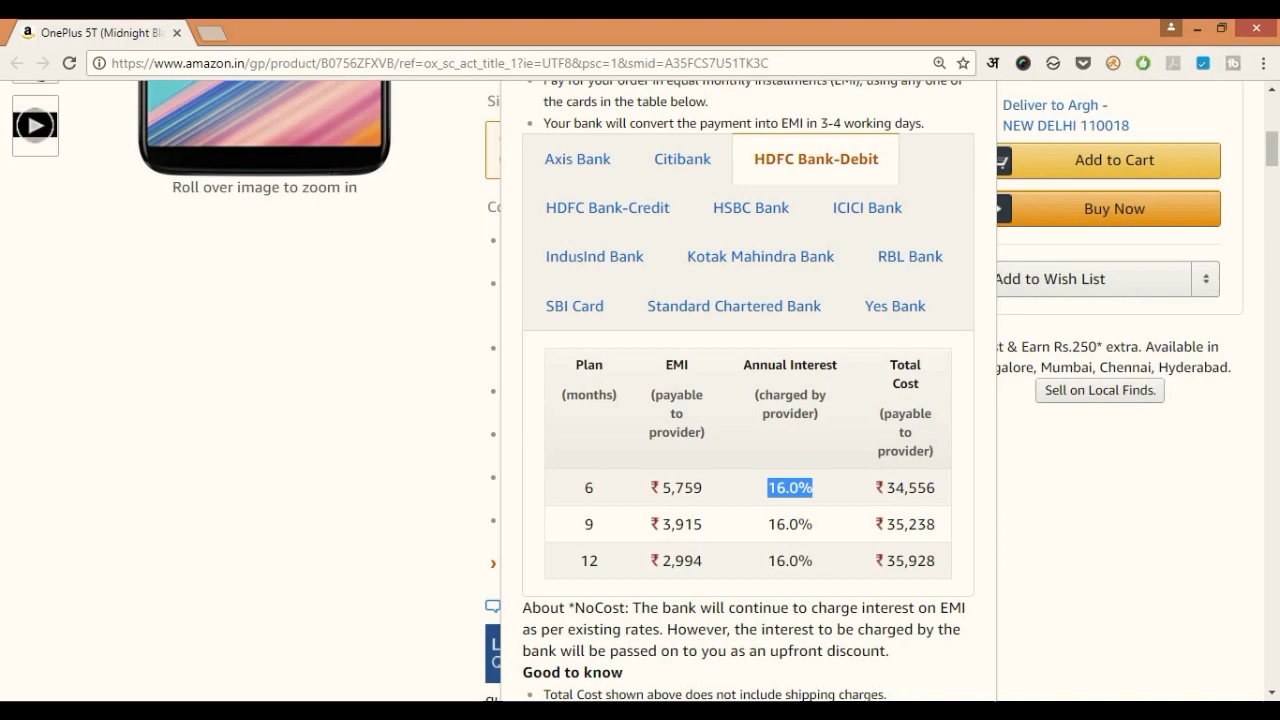 OnePlus 5T (Midnight Bla
https://www.amazon.in/gp/product/B0756ZFXVB/ref=ox_sc_act_title_1?ie=UTF8&psc=1&smid=A35FCS7U51TK3C
अ
Roll over image to zoom in
Si
Co
Pay for your order in equal monthly installments (EMI), using any one of
the cards in the table below.
Your bank will convert the payment into EMI in 3-4 working days.
Axis Bank Citibank HDFC Bank-Debit
HDFC Bank-Credit HSBC Bank ICICI Bank
IndusInd Bank Kotak Mahindra Bank RBL Bank
SBI Card Standard Chartered Bank Yes Bank
Plan (months) EMI (payable to provider) Annual Interest (charged by provider) Total Cost (payable to provider)
6 ₹ 5,759 16.0% ₹ 34,556
9 ₹ 3,915 16.0% ₹ 35,238
12 ₹ 2,994 16.0% ₹ 35,928
About *NoCost: The bank will continue to charge interest on EMI
as per existing rates. However, the interest to be charged by the
bank will be passed on to you as an upfront discount.
Good to know
Total Cost shown above does not include shipping charges.
Deliver to Argh -
NEW DELHI 110018
Add to Cart
Buy Now
Add to Wish List
t & Earn Rs.250* extra. Available in
galore, Mumbai, Chennai, Hyderabad.
Sell on Local Finds.